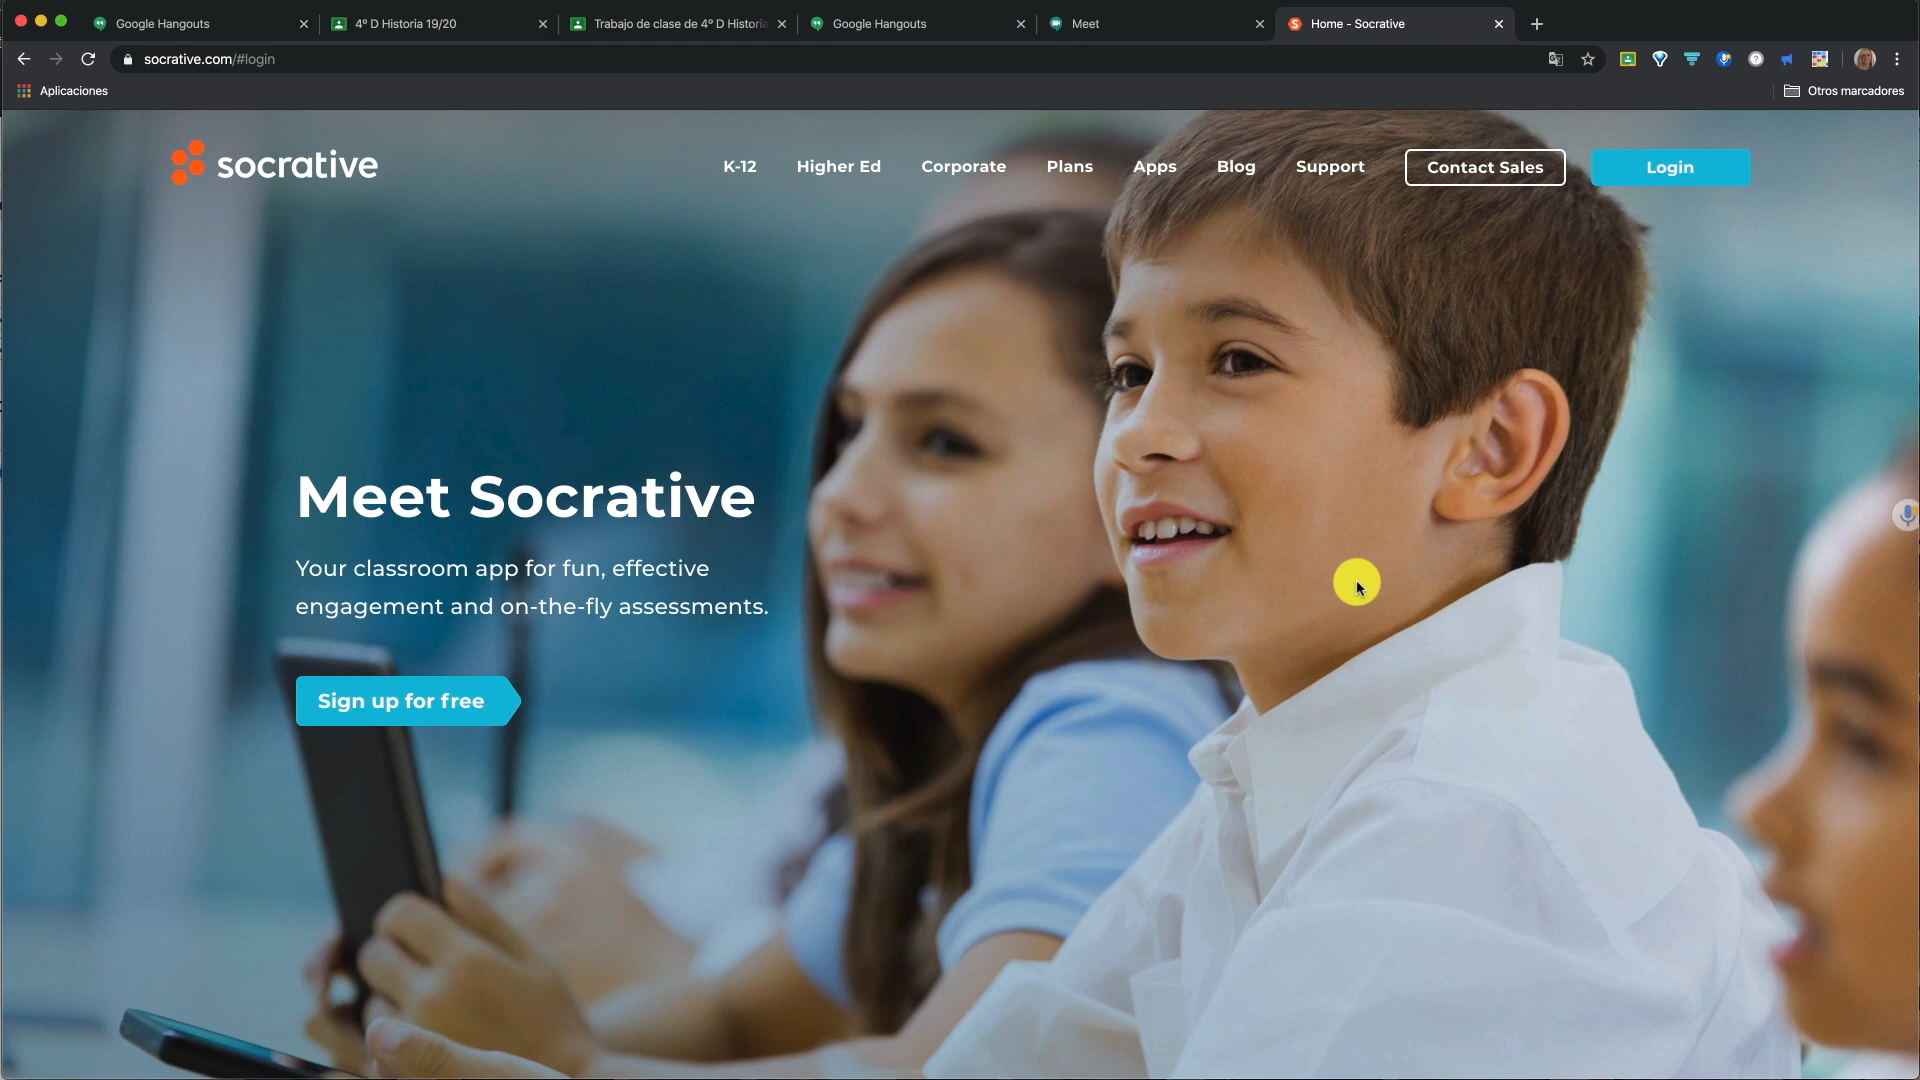 Google Hangouts
4º D Historia 19/20
Trabajo de clase de 4º D Historia
Google Hangouts
Meet
Home - Socrative
socrative.com/#login
Aplicaciones
Otros marcadores
socrative
K-12
Higher Ed
Corporate
Plans
Apps
Blog
Support
Contact Sales
Login
Meet Socrative
Your classroom app for fun, effective
engagement and on-the-fly assessments.
Sign up for free